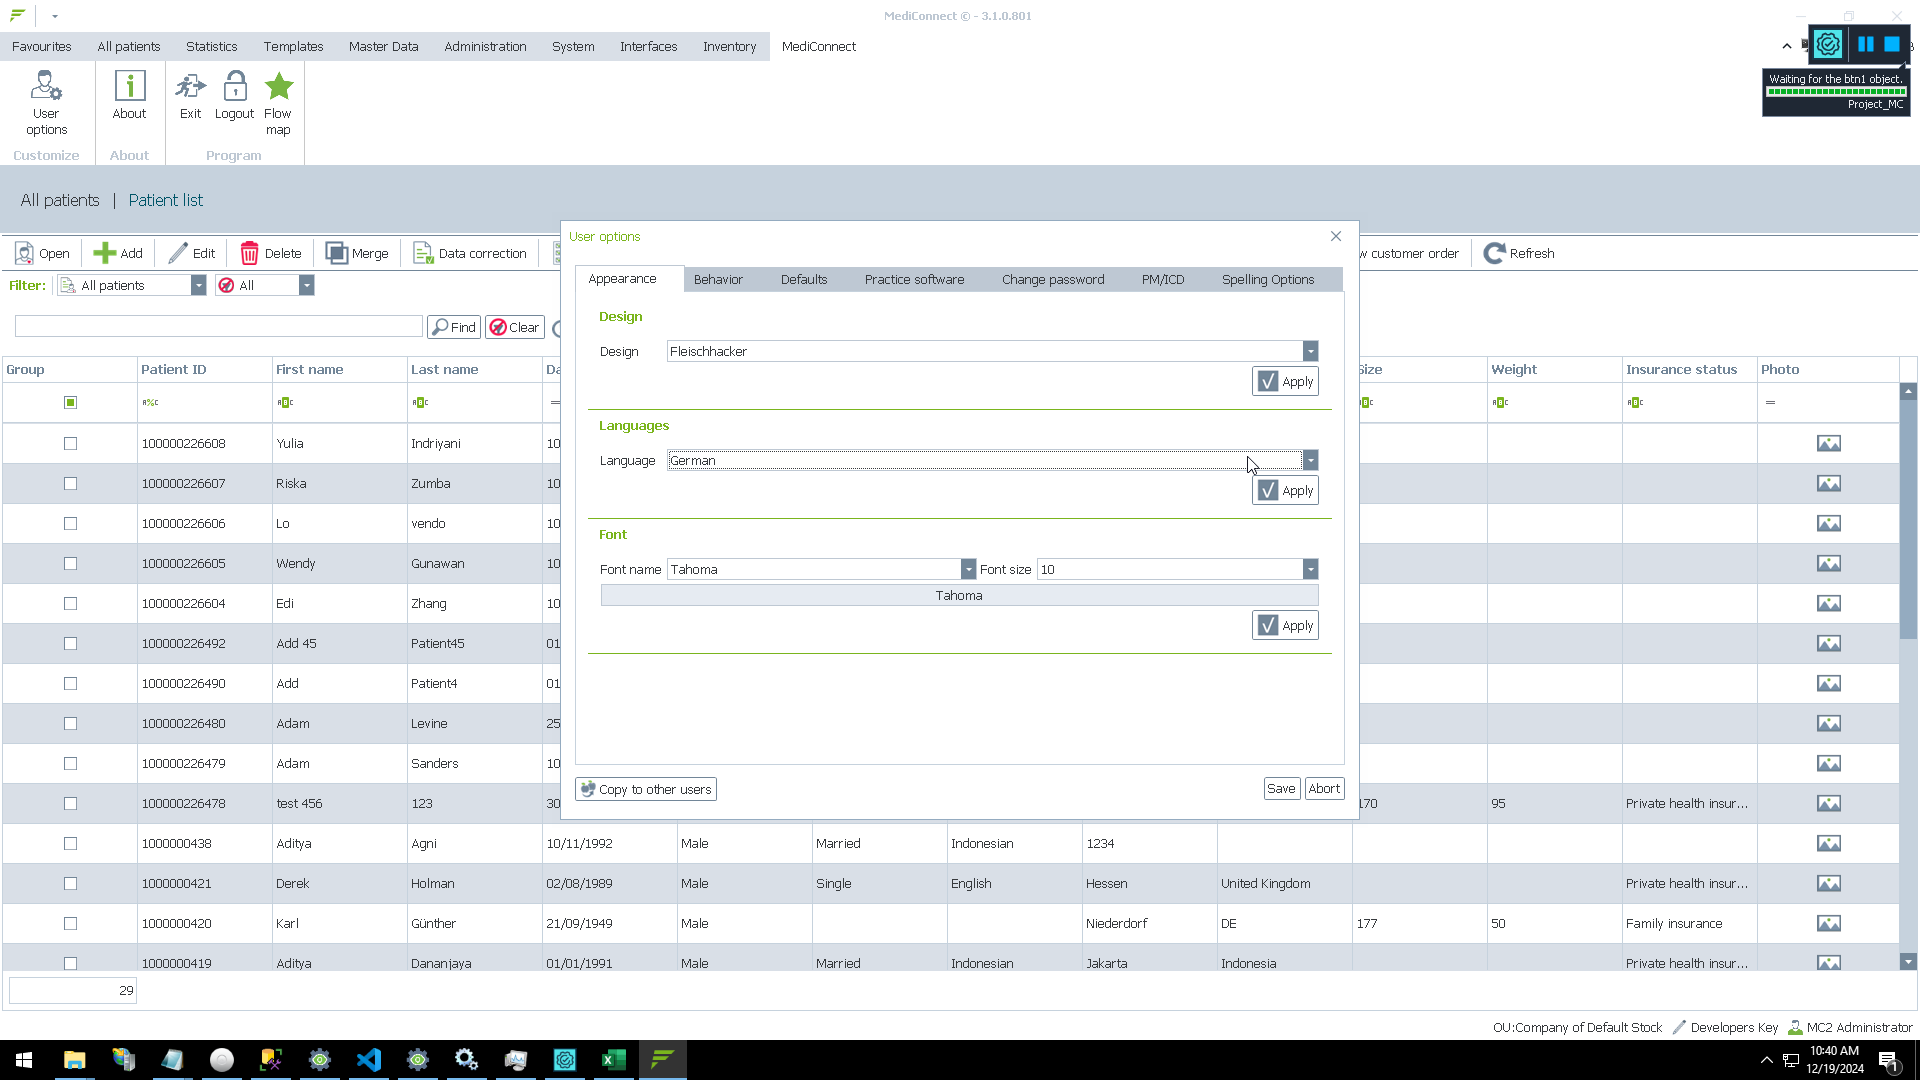 MediConnect © - 3.1.0.801
Favourites All patients Statistics Templates Master Data Administration System Interfaces Inventory MediConnect
Waiting for the btn1 object.
Project_MC
User options
About
Exit
Logout
Flow map
Customize
About
Program
All patients | Patient list
Open Add Edit Delete Merge Data correction w customer order Refresh
Filter: All patients All
Find Clear
Group Patient ID First name Last name Da Size Weight Insurance status Photo
100000226608 Yulia Indriyani 10
100000226607 Riska Zumba 10
100000226606 Lo vendo 10
100000226605 Wendy Gunawan 10
100000226604 Edi Zhang 10
100000226492 Add 45 Patient45 01
100000226490 Add Patient4 01
100000226480 Adam Levine 25
100000226479 Adam Sanders 10
100000226478 test 456 123 30 170 95 Private health insur...
1000000438 Aditya Agni 10/11/1992 Male Married Indonesian 1234
1000000421 Derek Holman 02/08/1989 Male Single English Hessen United Kingdom Private health insur...
1000000420 Karl Günther 21/09/1949 Male Niederdorf DE 177 50 Family insurance
1000000419 Aditya Dananjaya 01/01/1991 Male Married Indonesian Jakarta Indonesia Private health insur...
29
User options
Appearance Behavior Defaults Practice software Change password PM/ICD Spelling Options
Design
Design Fleischhacker
Apply
Languages
Language German
Apply
Font
Font name Tahoma Font size 10
Tahoma
Apply
Copy to other users Save Abort
OU:Company of Default Stock Developers Key MC2 Administrator
10:40 AM
12/19/2024
1